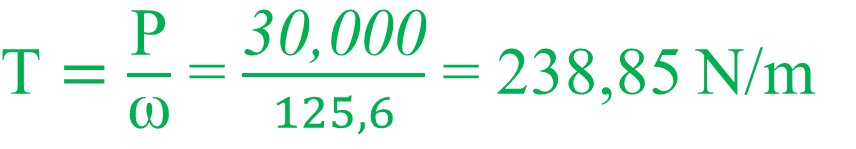 T = P/ω = 30,000/125,6 = 238,85 N/m